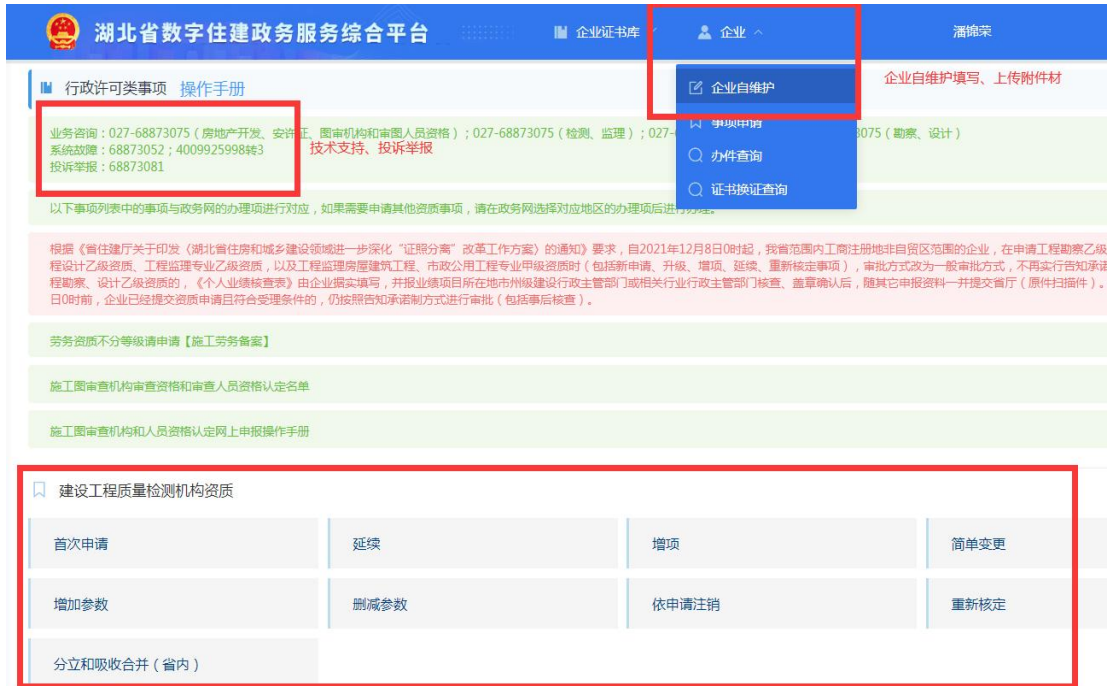 湖北省数字住建政务服务综合平台
企业证书库
企业
潘锦荣
行政许可类事项 操作手册
企业自维护
企业自维护填写、上传附件材
事项申请
办件查询
证书换证查询
业务咨询：027-68873075（房地产开发、安许证、图审机构和审图人员资格）；027-68873075（检测、监理）；027-
3075（勘察、设计）
系统故障：68873052；4009925998转3
技术支持、投诉举报
投诉举报：68873081
以下事项列表中的事项与政务网的办理项进行对应，如果需要申请其他资质事项，请在政务网选择对应地区的办理项后进行办理。
根据《省住建厅关于印发〈湖北省住房和城乡建设领域进一步深化“证照分离”改革工作方案〉的通知》要求，自2021年12月8日0时起，我省范围内工商注册地非自贸区范围的企业，在申请工程勘察乙级
程设计乙级资质、工程监理专业乙级资质，以及工程监理房屋建筑工程、市政公用工程专业甲级资质时（包括新申请、升级、增项、延续、重新核定事项），审批方式改为一般审批方式，不再实行告知承诺
程勘察、设计乙级资质的，《个人业绩核查表》由企业据实填写，并报业绩项目所在地市州级建设行政主管部门或相关行业行政主管部门核查、盖章确认后，随其它申报资料一并提交省厅（原件扫描件）。
日0时前，企业已经提交资质申请且符合受理条件的，仍按照告知承诺制方式进行审批（包括事后核查）。
劳务资质不分等级请申请【施工劳务备案】
施工图审查机构审查资格和审查人员资格认定名单
施工图审查机构和人员资格认定网上申报操作手册
建设工程质量检测机构资质
首次申请
延续
增项
简单变更
增加参数
删减参数
依申请注销
重新核定
分立和吸收合并（省内）